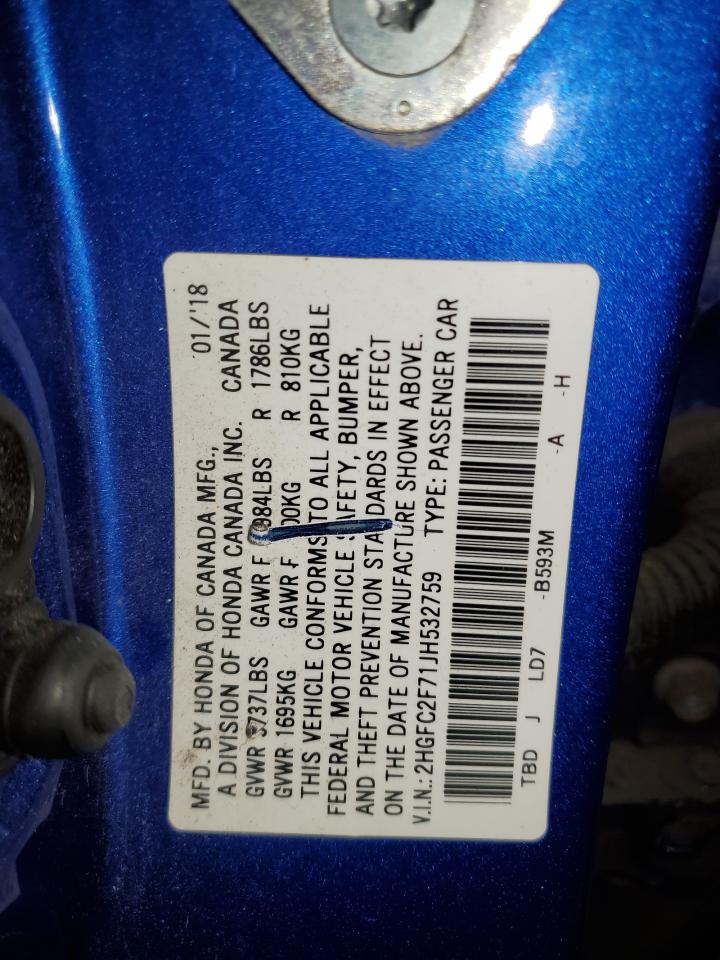 MFD. BY HONDA OF CANADA MFG., 01/'18
A DIVISION OF HONDA CANADA INC. CANADA
GVWR 3737LBS GAWR F 884LBS R 1786LBS
GVWR 1695KG GAWR F 00KG R 810KG
THIS VEHICLE CONFORMS TO ALL APPLICABLE
FEDERAL MOTOR VEHICLE SAFETY, BUMPER,
AND THEFT PREVENTION STANDARDS IN EFFECT
ON THE DATE OF MANUFACTURE SHOWN ABOVE.
V.I.N.: 2HGFC2F71JH532759 TYPE: PASSENGER CAR
TBD J LD7 -B593M -A -H